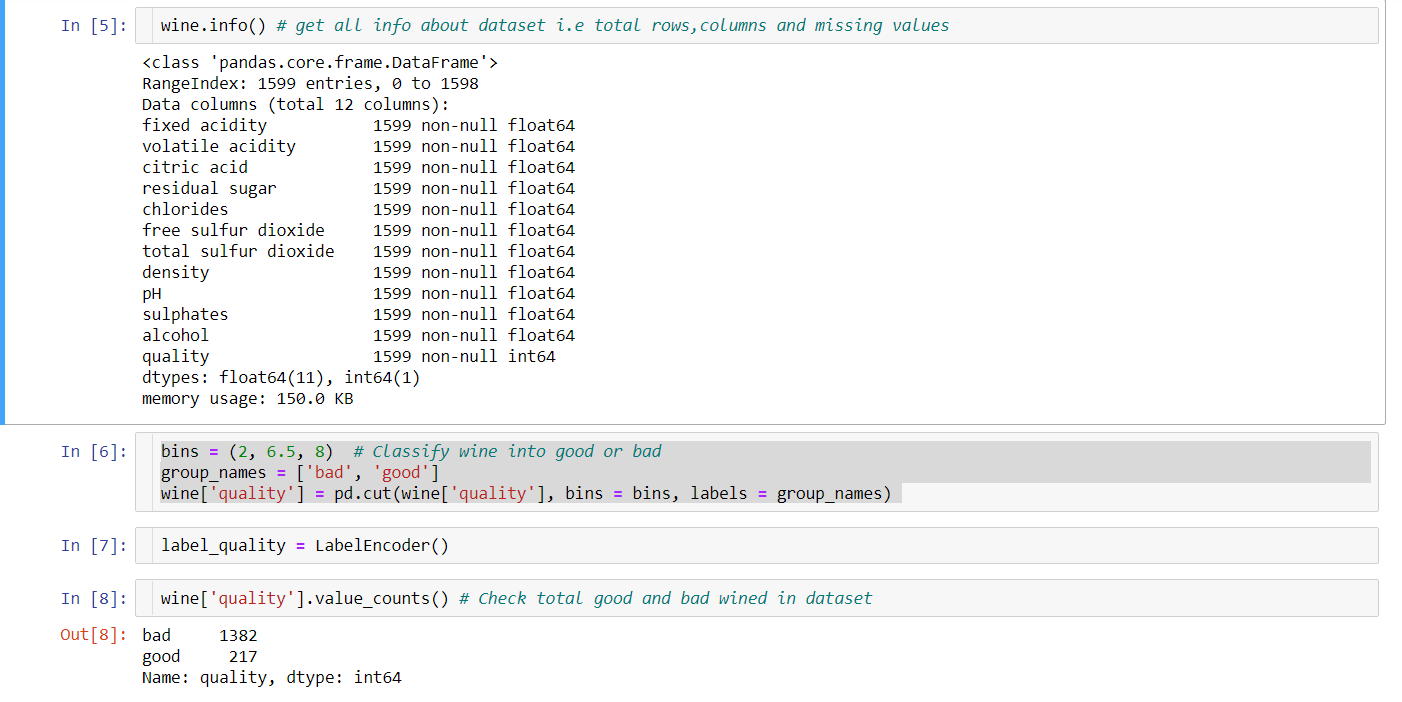 In [5]: wine.info() # get all info about dataset i.e total rows,columns and missing values
<class 'pandas.core.frame.DataFrame'>
RangeIndex: 1599 entries, 0 to 1598
Data columns (total 12 columns):
fixed acidity           1599 non-null float64
volatile acidity        1599 non-null float64
citric acid             1599 non-null float64
residual sugar          1599 non-null float64
chlorides               1599 non-null float64
free sulfur dioxide     1599 non-null float64
total sulfur dioxide    1599 non-null float64
density                 1599 non-null float64
pH                      1599 non-null float64
sulphates               1599 non-null float64
alcohol                 1599 non-null float64
quality                 1599 non-null int64
dtypes: float64(11), int64(1)
memory usage: 150.0 KB
In [6]: bins = (2, 6.5, 8)  # Classify wine into good or bad
group_names = ['bad', 'good']
wine['quality'] = pd.cut(wine['quality'], bins = bins, labels = group_names)
In [7]: label_quality = LabelEncoder()
In [8]: wine['quality'].value_counts() # Check total good and bad wined in dataset
Out[8]: bad     1382
good     217
Name: quality, dtype: int64